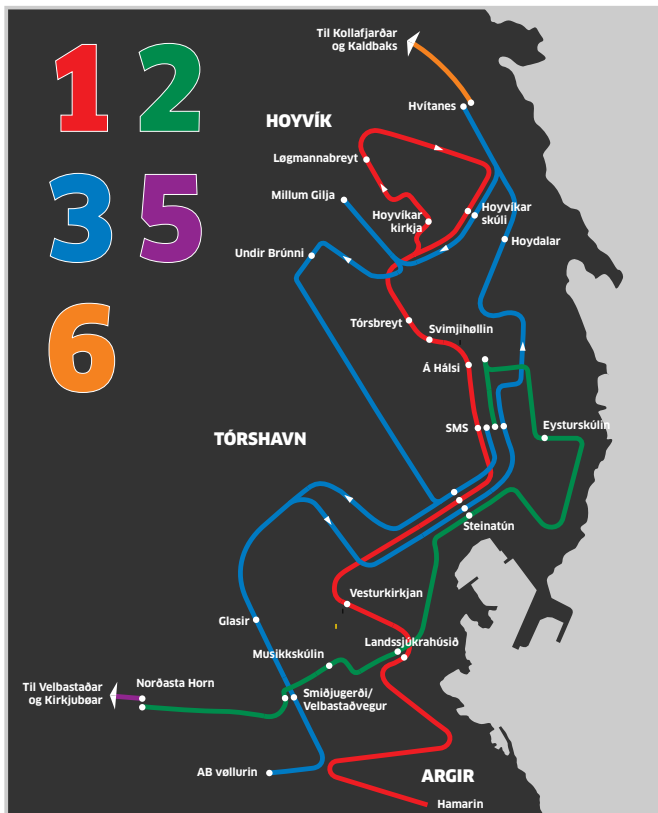 1
2
3
5
6
Til Kollafjarðar
og Kaldbaks
Hvítanes
HOYVÍK
Løgmannabreyt
Millum Gilja
Hoyvíkar
kirkja
Hoyvíkar
skúli
Undir Brúnni
Hoydalar
Tórsbreyt
Svimjihøllin
Á Hálsi
TÓRSHAVN
SMS
Eysturskúlin
Steinatún
Vesturkirkjan
Glasir
Landssjúkrahúsið
Musikkskúlin
Til Velbastaðar
og Kirkjubøar
Norðasta Horn
Smiðjugerði/
Velbastaðvegur
AB vøllurin
ARGIR
Hamarin